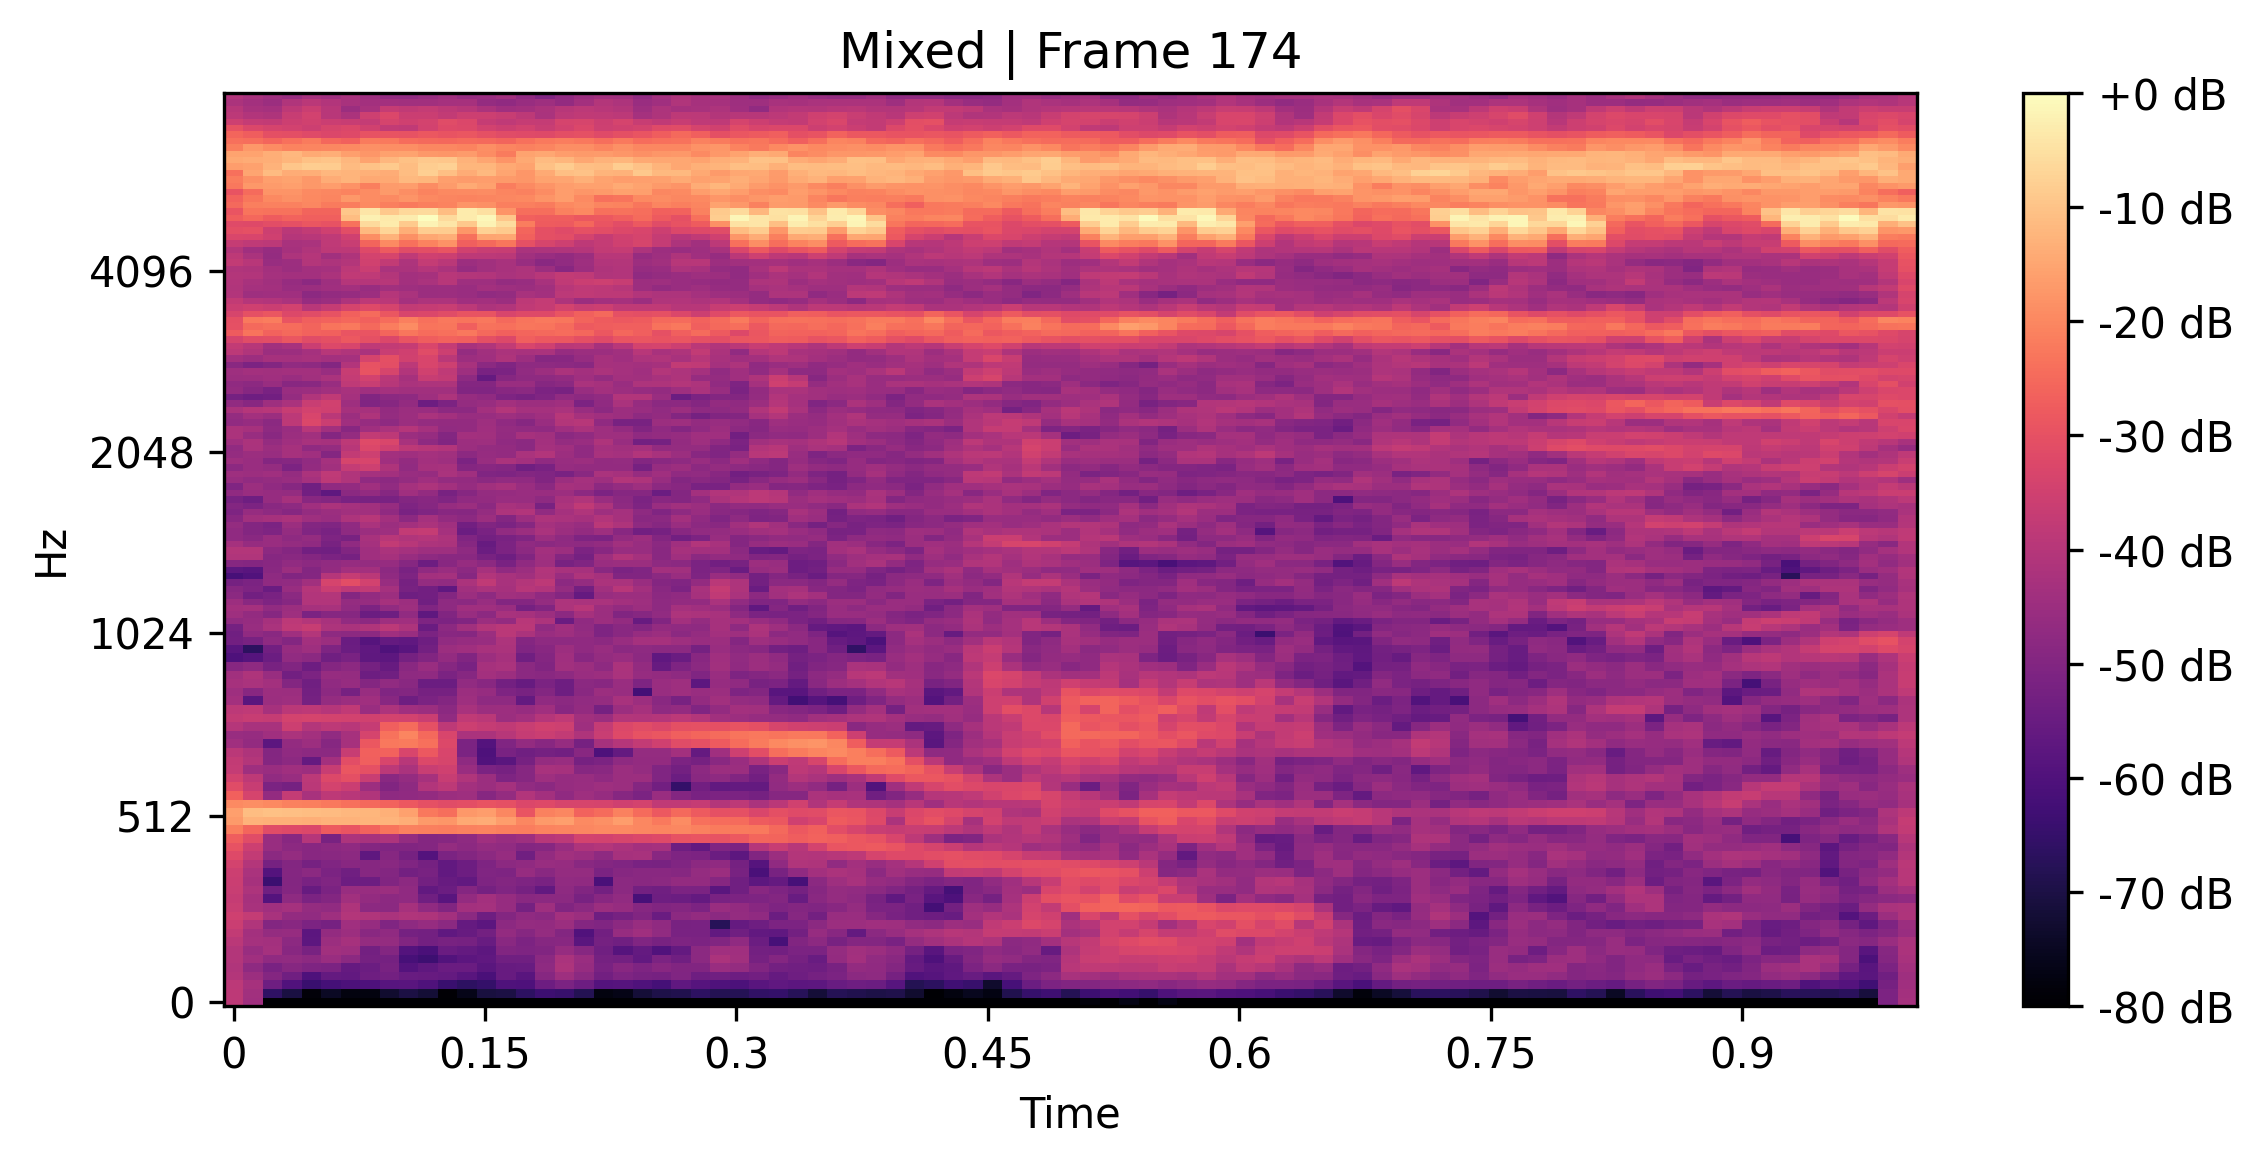 Mixed | Frame 174
+0 dB
-10 dB
4096
-20 dB
-30 dB
2048
Hz
-40 dB
1024
-50 dB
-60 dB
512
-70 dB
0
-80 dB
0 0.15 0.3 0.45 0.6 0.75 0.9
Time